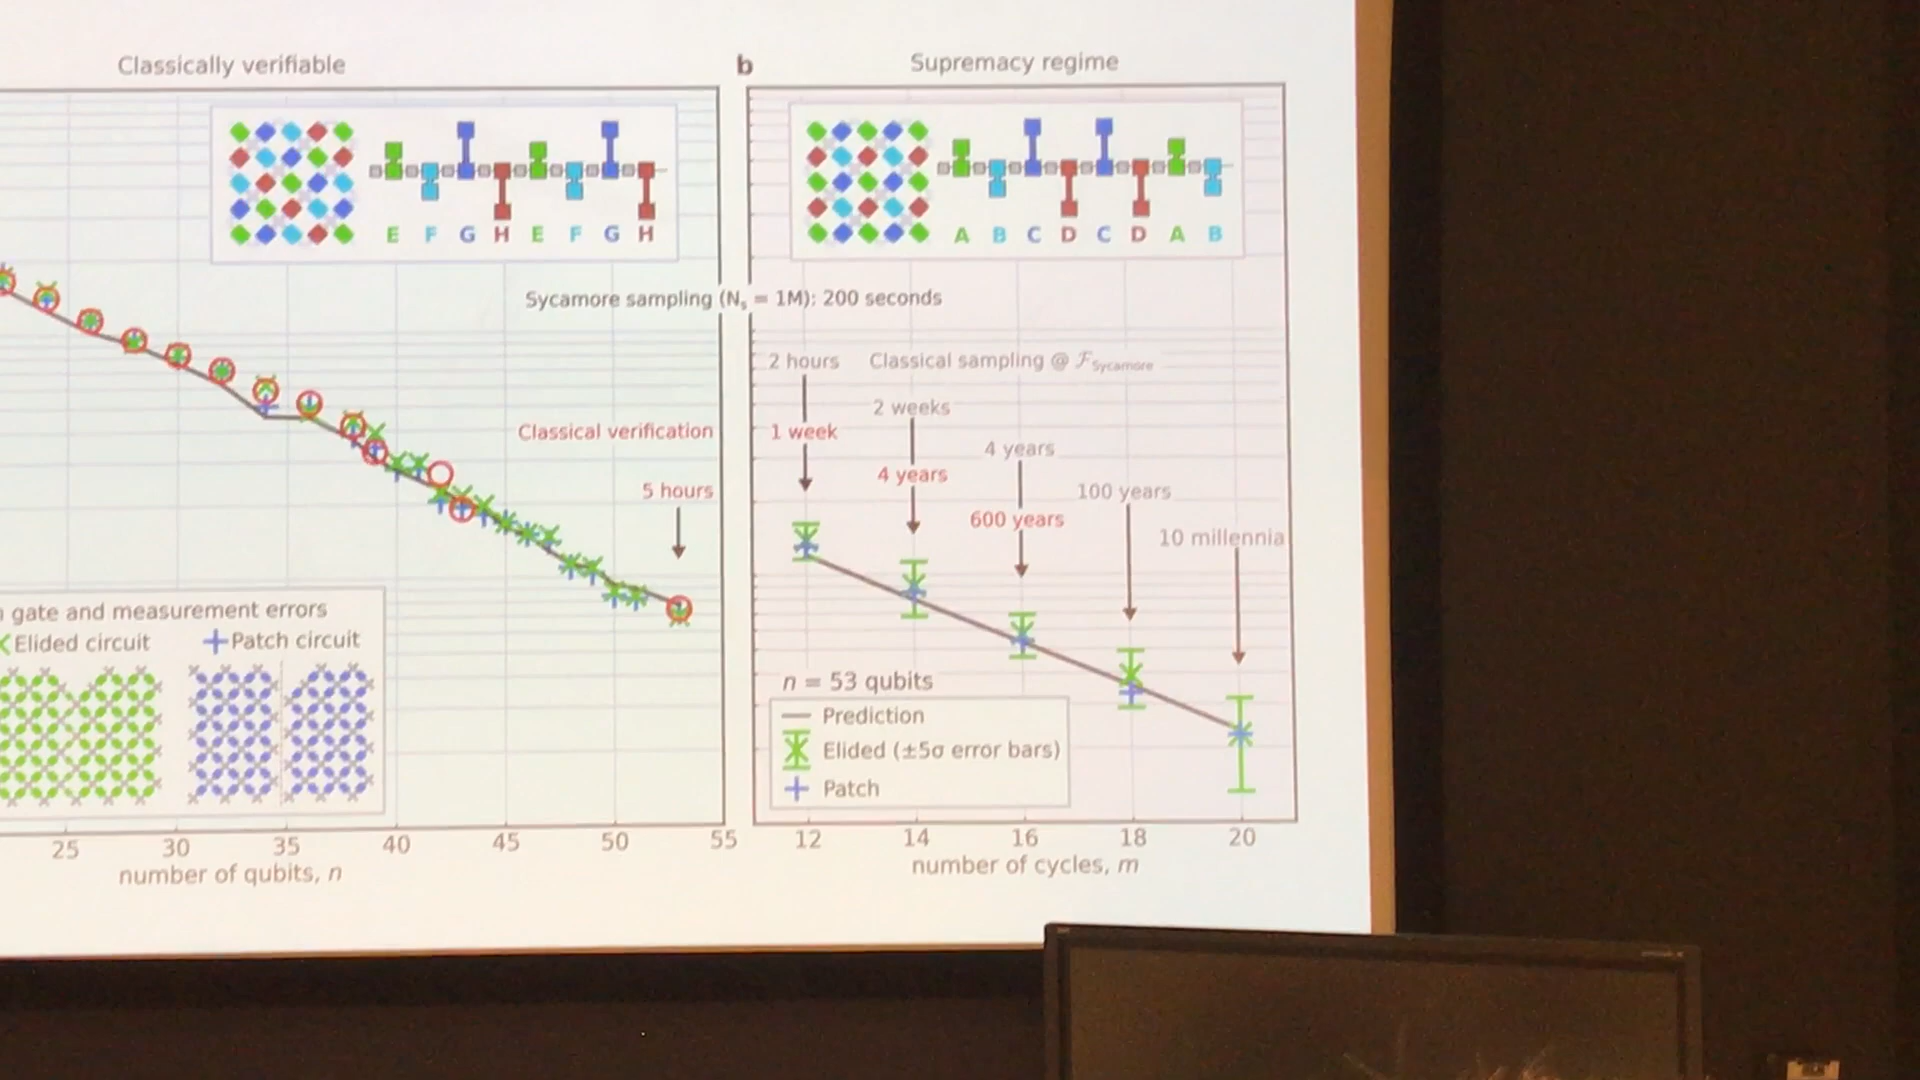 Classically verifiable
b
Supremacy regime
E F G H E F G H
A B C D C D A B
Sycamore sampling (Ns = 1M): 200 seconds
2 hours
Classical sampling @ ℱSycamore
2 weeks
Classical verification
1 week
4 years
4 years
5 hours
100 years
600 years
10 millennia
gate and measurement errors
Elided circuit
Patch circuit
n = 53 qubits
Prediction
Elided (±5σ error bars)
Patch
25 30 35 40 45 50 55
12 14 16 18 20
number of qubits, n
number of cycles, m